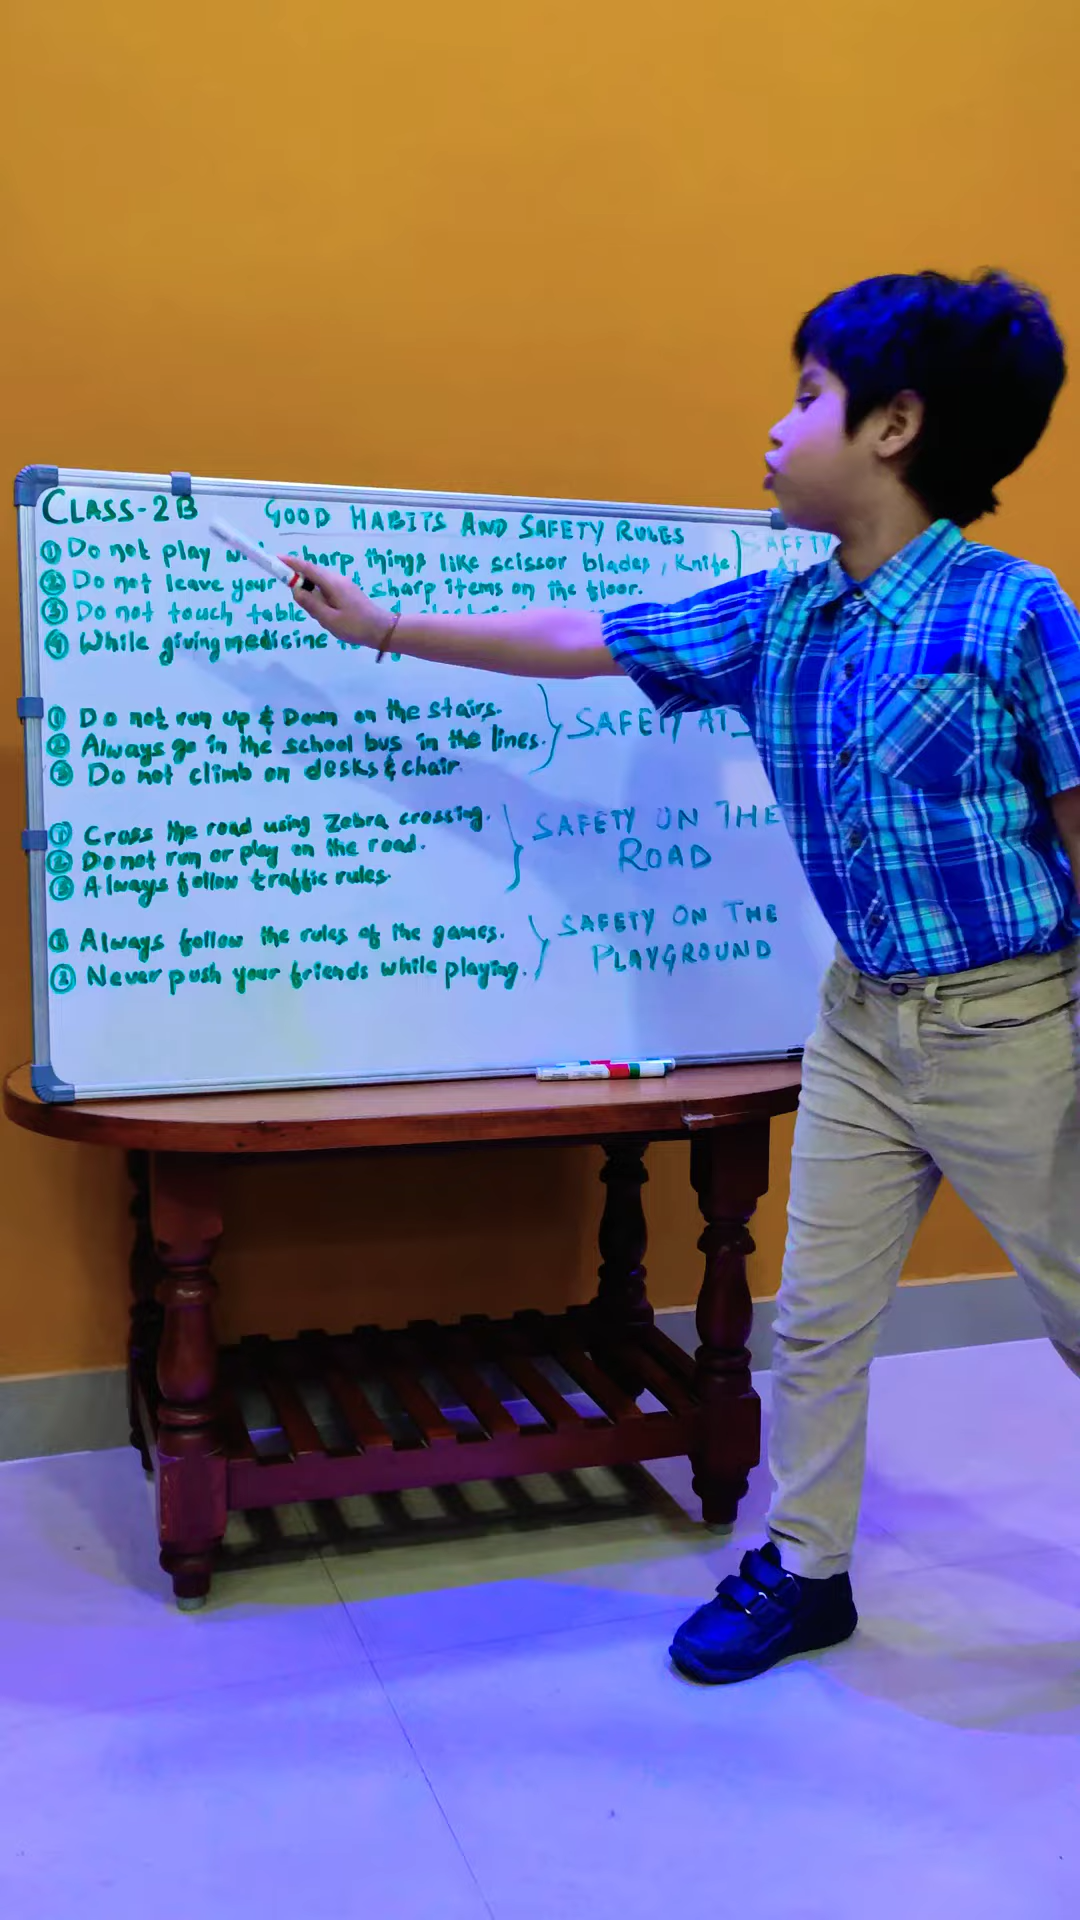 CLASS-2B
GOOD HABITS AND SAFETY RULES
① Do not play sharp things like scissor blades, Knife. } SAFETY
② Do not leave your sharp items on the floor. AT
③ Do not touch table
④ While giving medicine
① Do not run up & Down on the stairs.
② Always go in the school bus in the lines. } SAFETY AT
③ Do not climb on desks & chair.
① Cross the road using Zebra crossing.
② Do not run or play on the road. } SAFETY ON THE
③ Always follow traffic rules. ROAD
① Always follow the rules of the games. } SAFETY ON THE
② Never push your friends while playing. PLAYGROUND